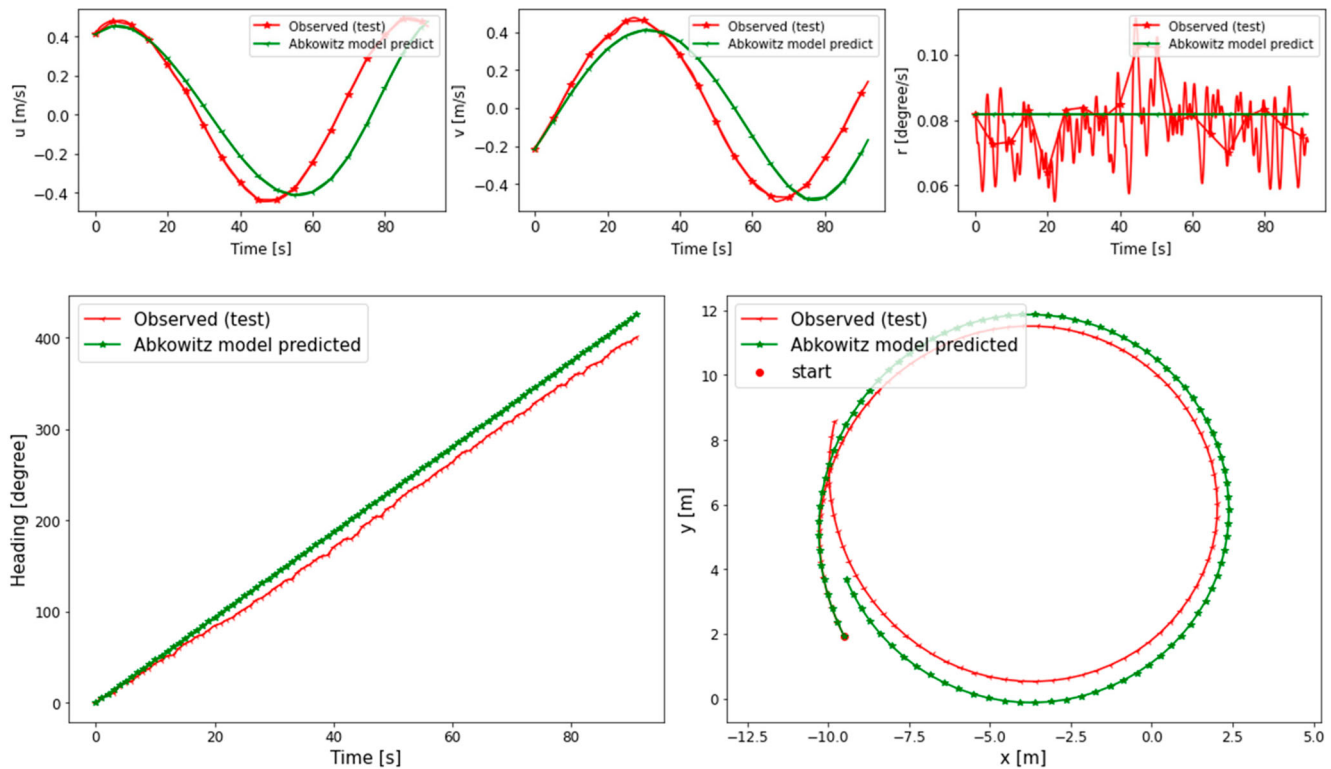 Observed (test)
Abkowitz model predict
u [m/s]
0.4
0.2
0.0
−0.2
−0.4
0
20
40
60
80
Time [s]
Observed (test)
Abkowitz model predict
v [m/s]
0.4
0.2
0.0
−0.2
−0.4
0
20
40
60
80
Time [s]
Observed (test)
Abkowitz model predict
r [degree/s]
0.10
0.08
0.06
0
20
40
60
80
Time [s]
Observed (test)
Abkowitz model predicted
Heading [degree]
400
300
200
100
0
0
20
40
60
80
Time [s]
Observed (test)
Abkowitz model predicted
start
y [m]
12
10
8
6
4
2
0
−12.5
−10.0
−7.5
−5.0
−2.5
0.0
2.5
5.0
x [m]